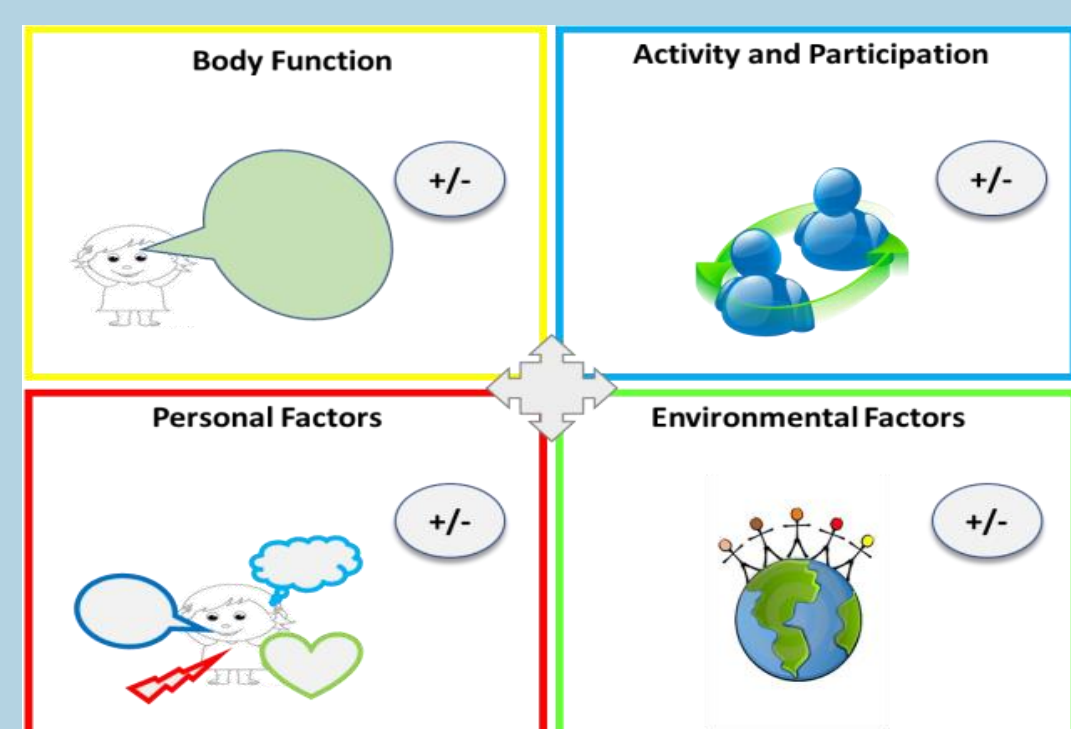 Body Function
+/-
Activity and Participation
+/-
Personal Factors
+/-
Environmental Factors
+/-